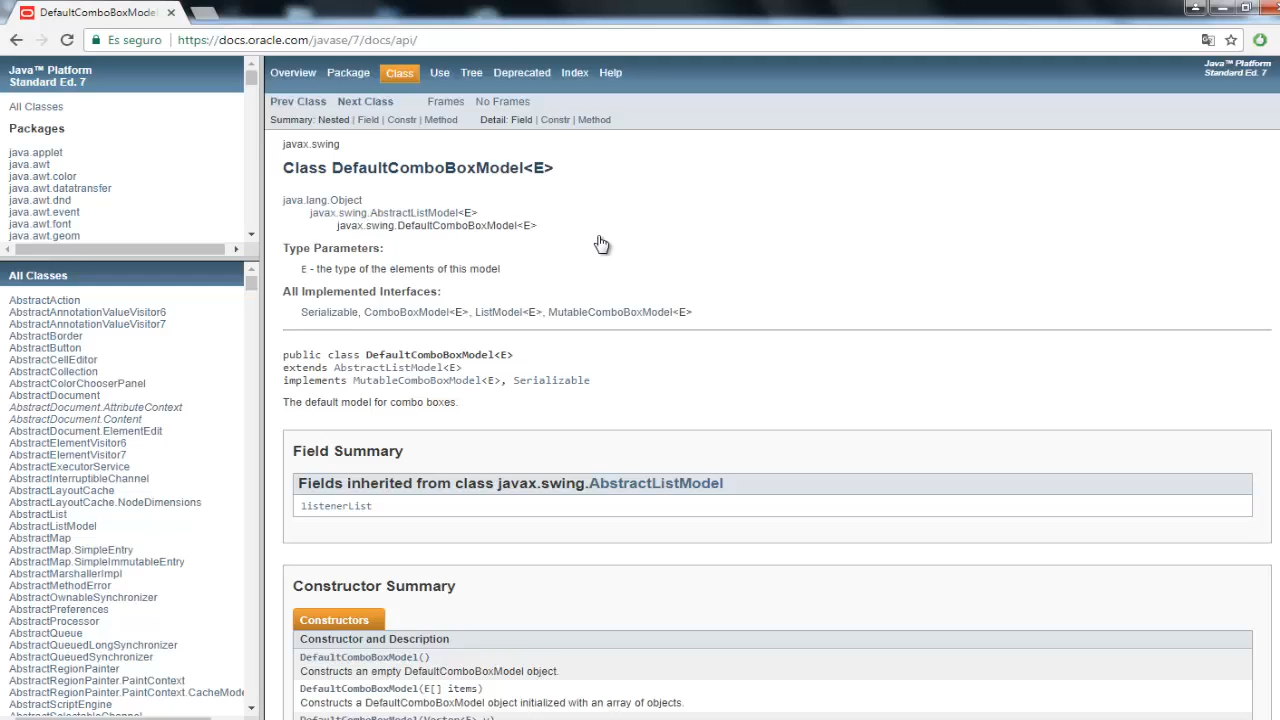 DefaultComboBoxModel
Es seguro
https://docs.oracle.com/javase/7/docs/api/
Java™ Platform
Standard Ed. 7
All Classes
Packages
java.applet
java.awt
java.awt.color
java.awt.datatransfer
java.awt.dnd
java.awt.event
java.awt.font
java.awt.geom
All Classes
AbstractAction
AbstractAnnotationValueVisitor6
AbstractAnnotationValueVisitor7
AbstractBorder
AbstractButton
AbstractCellEditor
AbstractCollection
AbstractColorChooserPanel
AbstractDocument
AbstractDocument.AttributeContext
AbstractDocument.Content
AbstractDocument.ElementEdit
AbstractElementVisitor6
AbstractElementVisitor7
AbstractExecutorService
AbstractInterruptibleChannel
AbstractLayoutCache
AbstractLayoutCache.NodeDimensions
AbstractList
AbstractListModel
AbstractMap
AbstractMap.SimpleEntry
AbstractMap.SimpleImmutableEntry
AbstractMarshallerImpl
AbstractMethodError
AbstractOwnableSynchronizer
AbstractPreferences
AbstractProcessor
AbstractQueue
AbstractQueuedLongSynchronizer
AbstractQueuedSynchronizer
AbstractRegionPainter
AbstractRegionPainter.PaintContext
AbstractRegionPainter.PaintContext.CacheMode
AbstractScriptEngine
AbstractSelectableChannel
Overview Package Class Use Tree Deprecated Index Help
Java™ Platform
Standard Ed. 7
Prev Class Next Class Frames No Frames
Summary: Nested | Field | Constr | Method Detail: Field | Constr | Method
javax.swing
Class DefaultComboBoxModel<E>
java.lang.Object
javax.swing.AbstractListModel<E>
javax.swing.DefaultComboBoxModel<E>
Type Parameters:
E - the type of the elements of this model
All Implemented Interfaces:
Serializable, ComboBoxModel<E>, ListModel<E>, MutableComboBoxModel<E>
public class DefaultComboBoxModel<E>
extends AbstractListModel<E>
implements MutableComboBoxModel<E>, Serializable
The default model for combo boxes.
Field Summary
Fields inherited from class javax.swing.AbstractListModel
listenerList
Constructor Summary
Constructors
Constructor and Description
DefaultComboBoxModel()
Constructs an empty DefaultComboBoxModel object.
DefaultComboBoxModel(E[] items)
Constructs a DefaultComboBoxModel object initialized with an array of objects.
DefaultComboBoxModel(Vector<E> v)